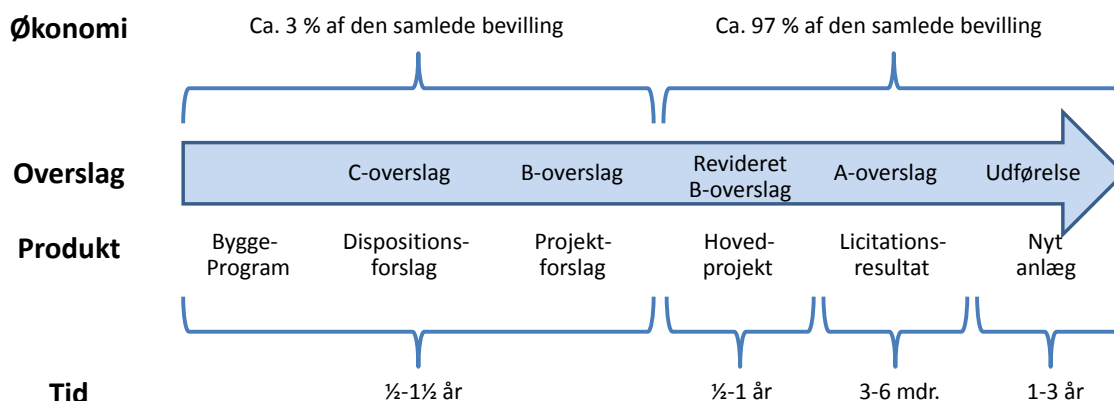 Økonomi
Ca. 3 % af den samlede bevilling
Ca. 97 % af den samlede bevilling
Overslag
C-overslag
B-overslag
Revideret
B-overslag
A-overslag
Udførelse
Produkt
Bygge-
Program
Dispositions-
forslag
Projekt-
forslag
Hoved-
projekt
Licitations-
resultat
Nyt
anlæg
Tid
½-1½ år
½-1 år
3-6 mdr.
1-3 år